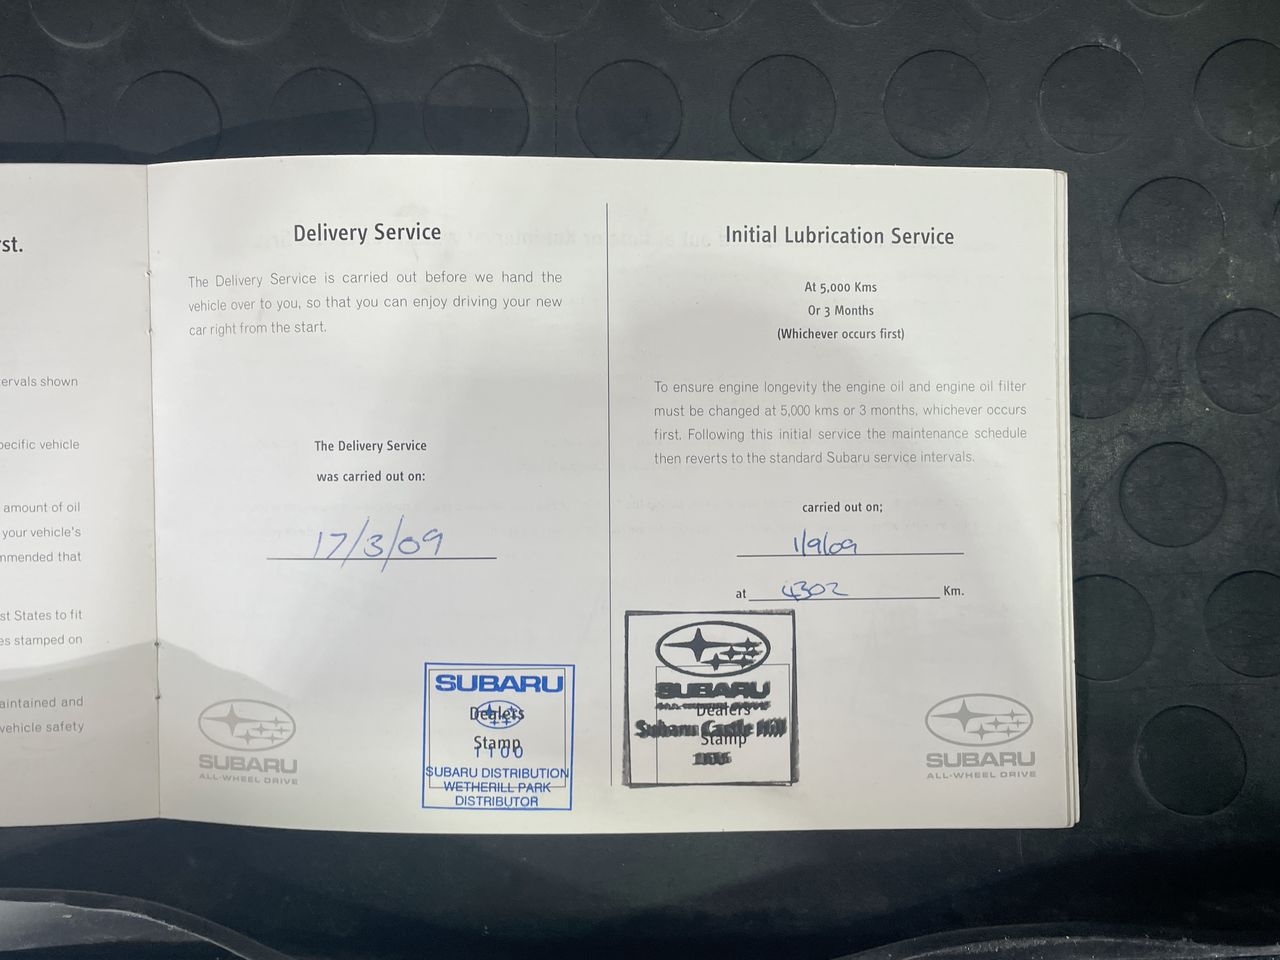 st.
ervals shown
pecific vehicle
amount of oil
your vehicle's
mmended that
st States to fit
es stamped on
aintained and
vehicle safety
Delivery Service
The Delivery Service is carried out before we hand the
vehicle over to you, so that you can enjoy driving your new
car right from the start.
The Delivery Service
was carried out on:
17/3/09
SUBARU
ALL-WHEEL DRIVE
SUBARU
Dealers
Stamp
1100
SUBARU DISTRIBUTION
WETHERILL PARK
DISTRIBUTOR
Initial Lubrication Service
At 5,000 Kms
Or 3 Months
(Whichever occurs first)
To ensure engine longevity the engine oil and engine oil filter
must be changed at 5,000 kms or 3 months, whichever occurs
first. Following this initial service the maintenance schedule
then reverts to the standard Subaru service intervals.
carried out on;
1/9/09
at 4302 Km.
SUBARU
Dealers
Subaru Castle Hill
Stamp
SUBARU
ALL-WHEEL DRIVE